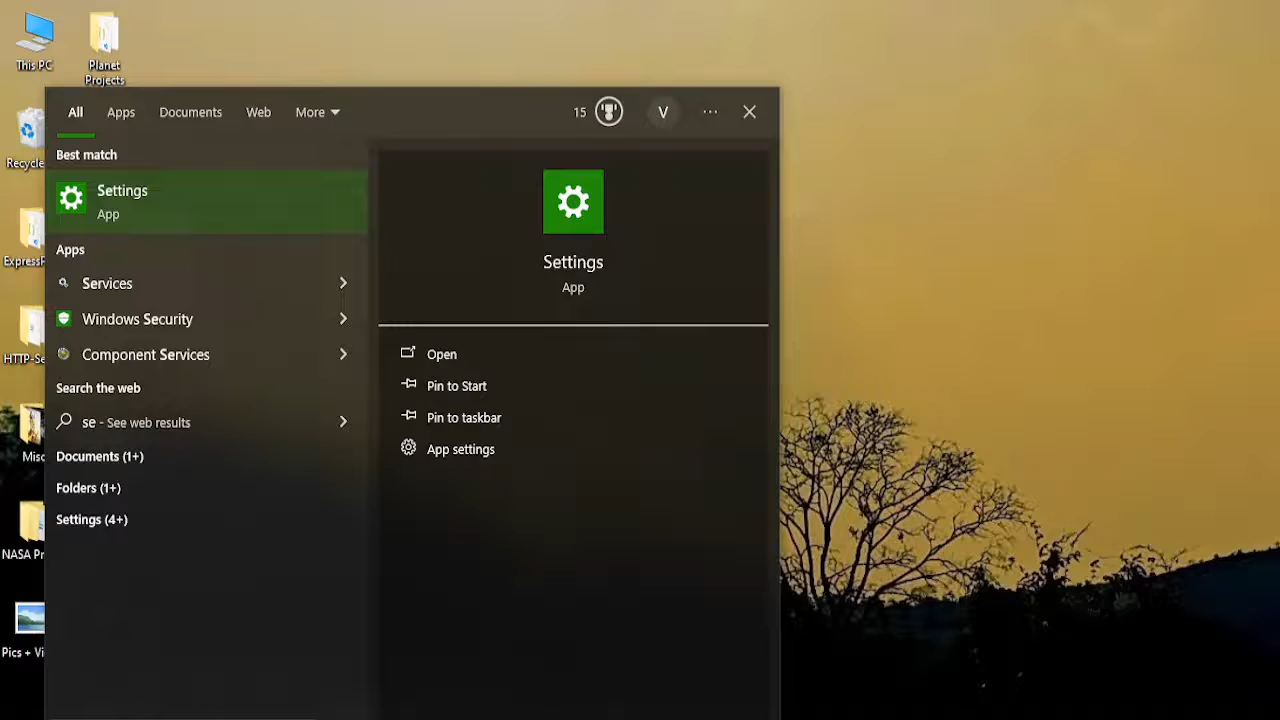 This PC
Planet
Projects
Recycle
ExpressP
HTTP-Se
Misc
NASA Pr
Pics + Vi
All
Apps
Documents
Web
More
15
V
Best match
Settings
App
Apps
Services
Windows Security
Component Services
Search the web
se - See web results
Documents (1+)
Folders (1+)
Settings (4+)
Settings
App
Open
Pin to Start
Pin to taskbar
App settings